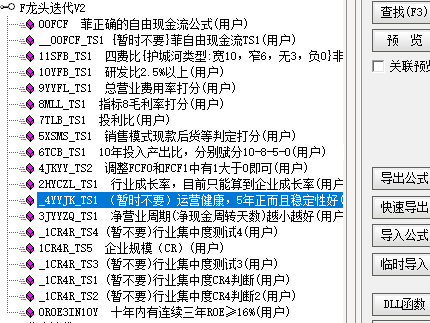 F龙头迭代V2
OOFCF 菲正确的自由现金流公式(用户)
__OOFCF_TS1 {暂时不要}菲自由现金流TS1(用户)
11SFB_TS1 四费比{护城河类型:宽10，窄6，无3，负0}非
10YFB_TS1 研发比2.5%以上(用户)
9YYFL_TS1 总营业费用率打分(用户)
8MLL_TS1 指标8毛利率打分(用户)
7TLB_TS1 投利比(用户)
5XSMS_TS1 销售模式现款后货等判定打分(用户)
6TCB_TS1 10年投入产出比，分别赋分10-8-5-0(用户)
4JKYY_TS2 调整FCFO和FCF1中有1大于0即可(用户)
2HYCZL_TS1 行业成长率，目前只能算到企业成长率(用户)
_4YYJK_TS1 （暂时不要）运营健康，5年正而且稳定性好(
3JYYZQ_TS1 净营业周期(净现金周转天数)越小越好(用户)
_1CR4R_TS4 (暂不要)行业集中度测试4(用户)
1CR4R_TS5 企业规模（CR）(用户)
_1CR4R_TS3 (暂不要)行业集中度测试3(用户)
_1CR4R_TS1 (暂不要)行业集中度CR4判断(用户)
_1CR4R_TS2 (暂不要)行业集中度CR4判断2(用户)
OROE3IN10Y 十年内有连续三年ROE≥16%(用户)
查找(F3)
预 览
关联预览
导出公式
快速导出
导入公式
临时导入
DLL函数